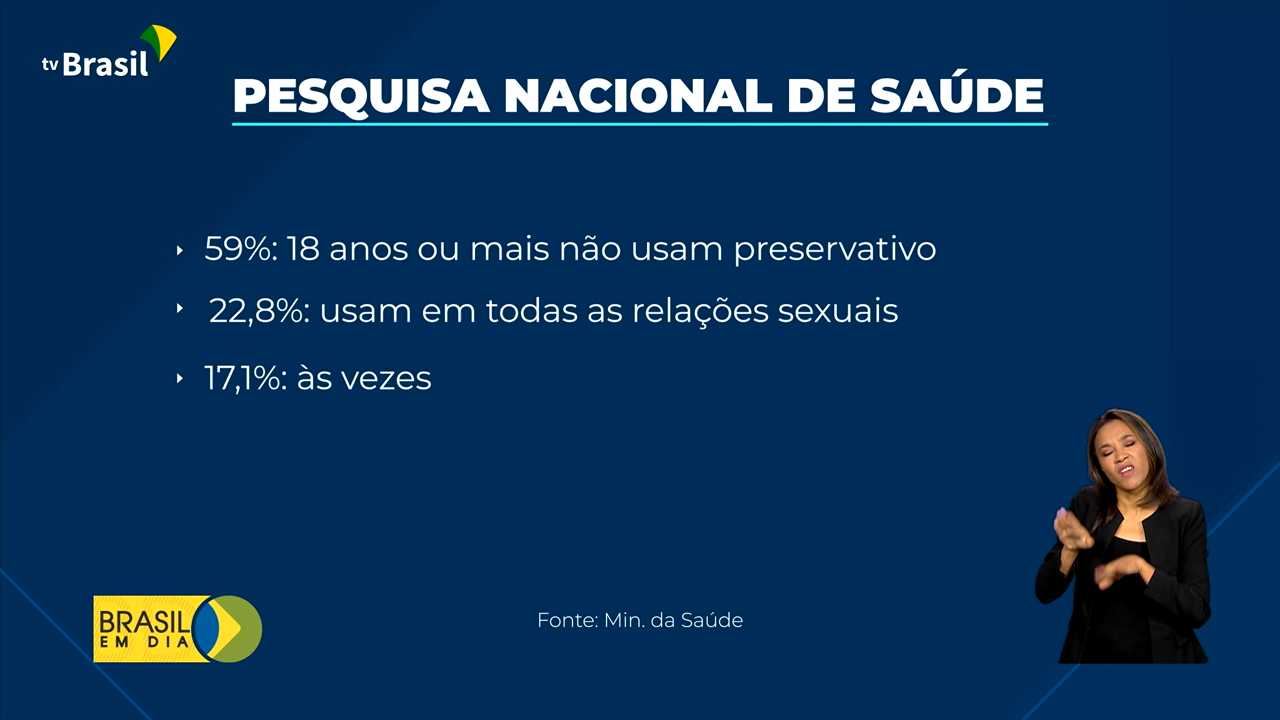 tv Brasil
PESQUISA NACIONAL DE SAÚDE
59%: 18 anos ou mais não usam preservativo
22,8%: usam em todas as relações sexuais
17,1%: às vezes
BRASIL
EM DIA
Fonte: Min. da Saúde